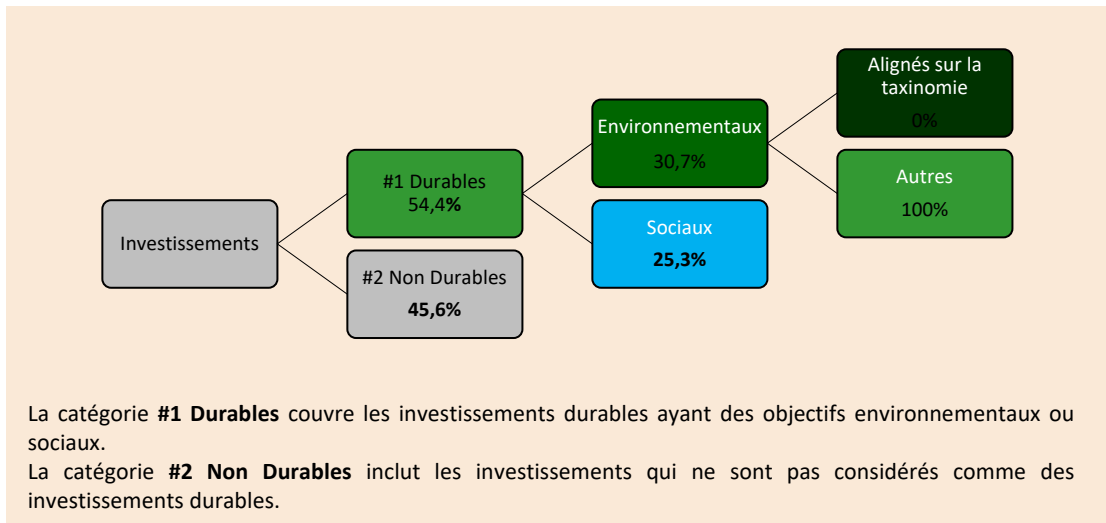 Investissements
#1 Durables
54,4%
#2 Non Durables
45,6%
Environnementaux
30,7%
Sociaux
25,3%
Alignés sur la
taxinomie
0%
Autres
100%
La catégorie #1 Durables couvre les investissements durables ayant des objectifs environnementaux ou
sociaux.
La catégorie #2 Non Durables inclut les investissements qui ne sont pas considérés comme des
investissements durables.